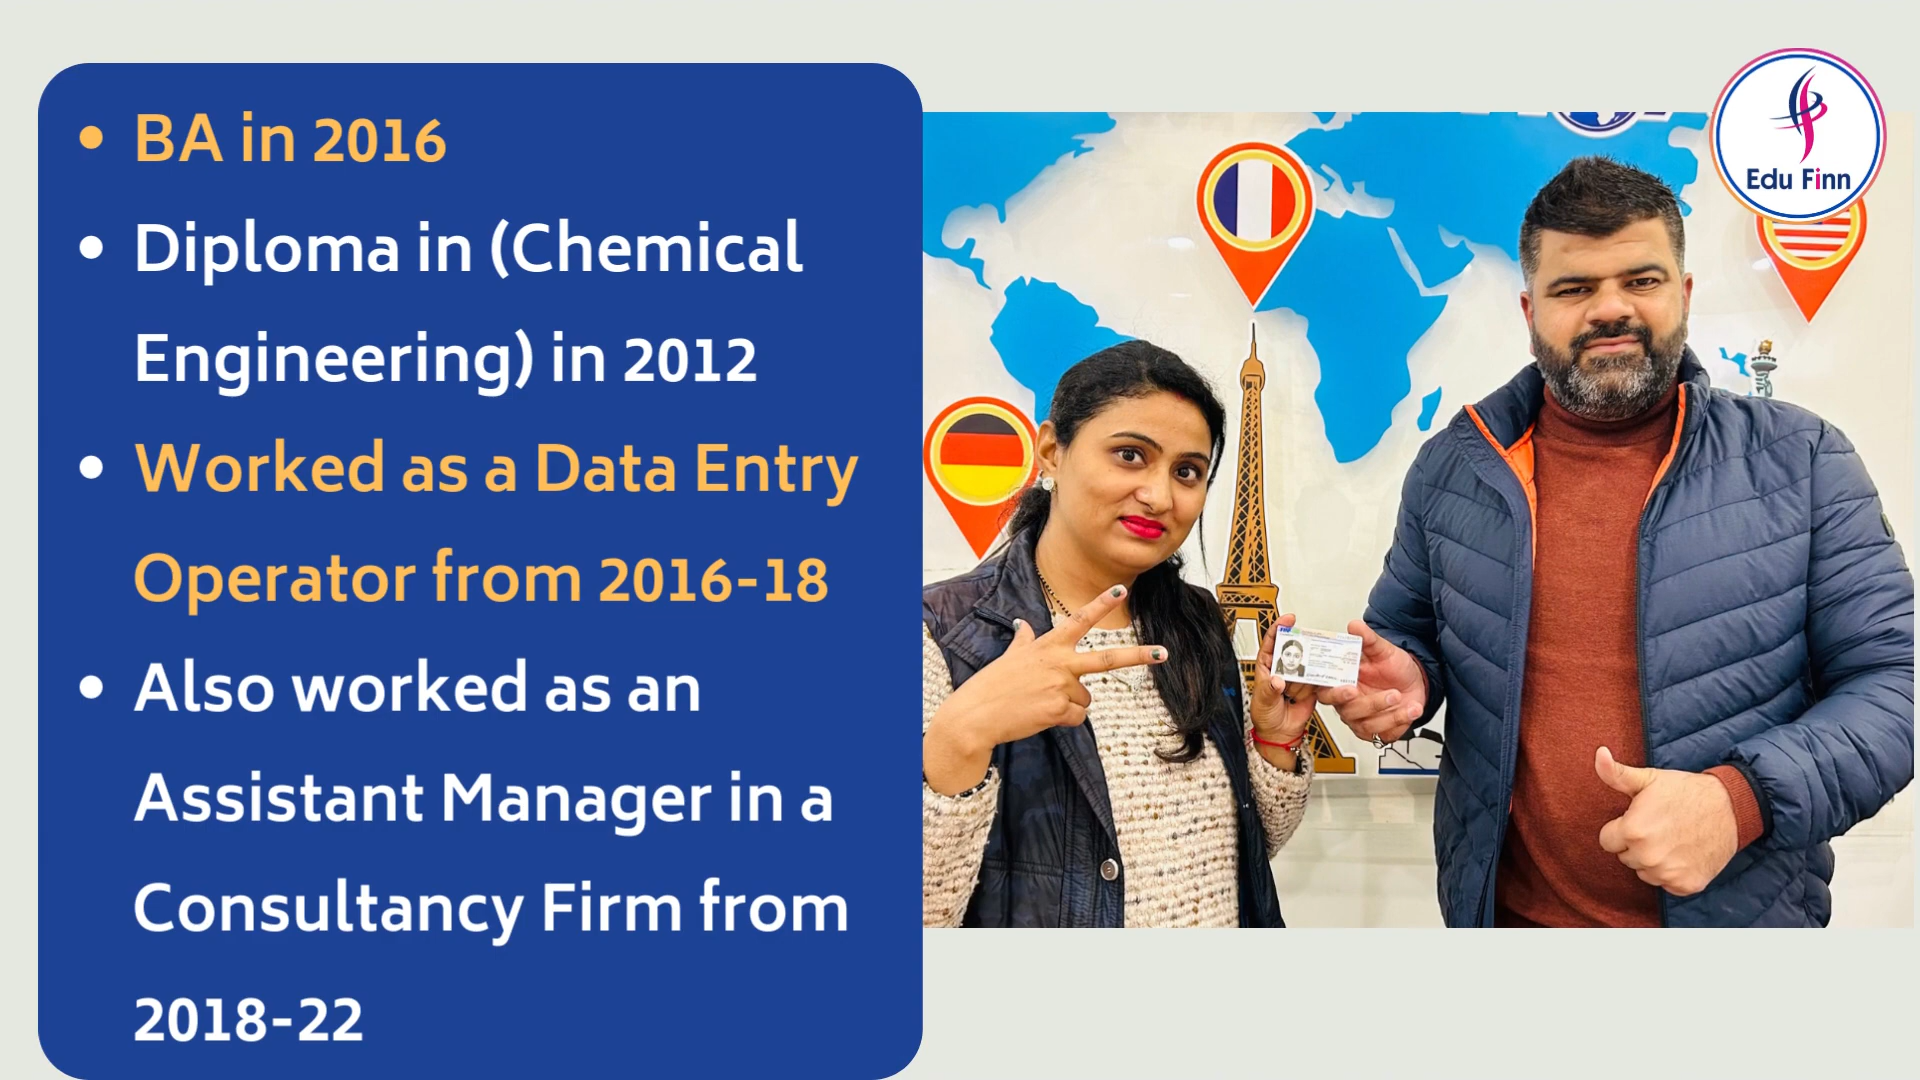 BA in 2016
Diploma in (Chemical
Engineering) in 2012
Worked as a Data Entry
Operator from 2016-18
Also worked as an
Assistant Manager in a
Consultancy Firm from
2018-22
Edu Finn